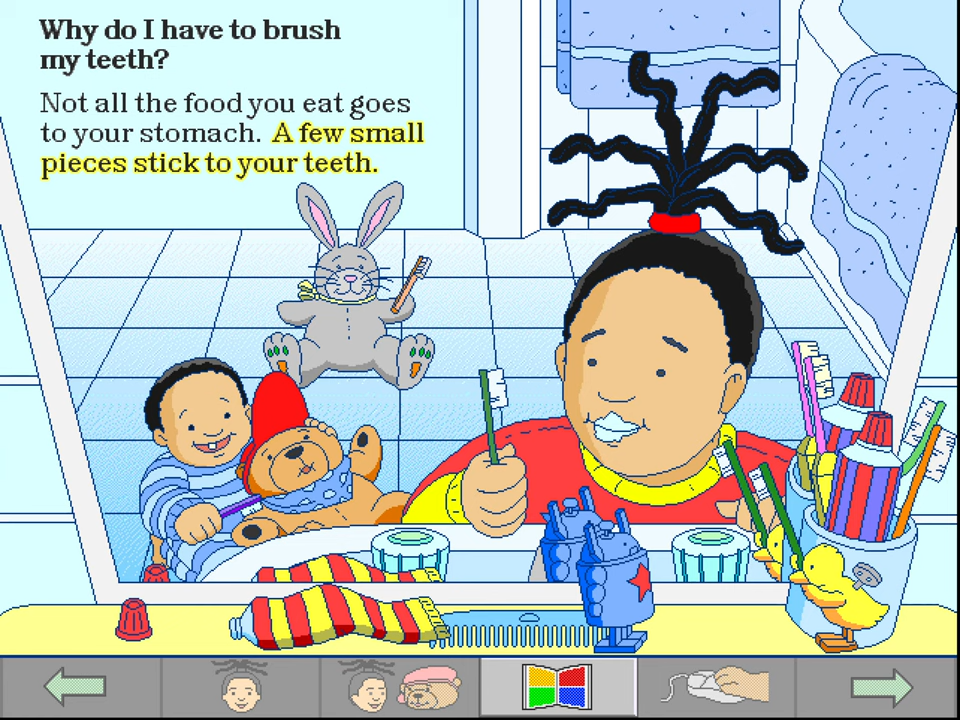 Why do I have to brush
my teeth?
Not all the food you eat goes
to your stomach. A few small
pieces stick to your teeth.